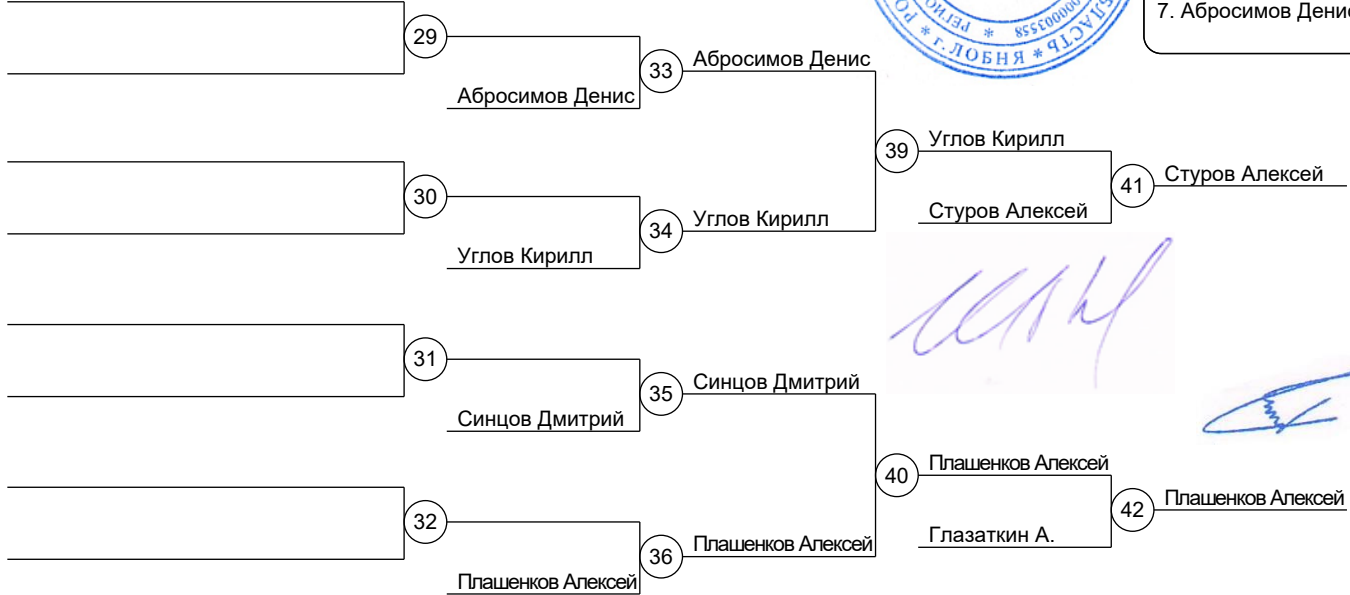 7. Абросимов Денис
* г. ЛОБНЯ *
29
33
Абросимов Денис
Абросимов Денис
39
Углов Кирилл
41
Стуров Алексей
30
Стуров Алексей
34
Углов Кирилл
Углов Кирилл
31
35
Синцов Дмитрий
Синцов Дмитрий
40
Плашенков Алексей
42
Плашенков Алексей
32
Глазаткин А.
36
Плашенков Алексей
Плашенков Алексей